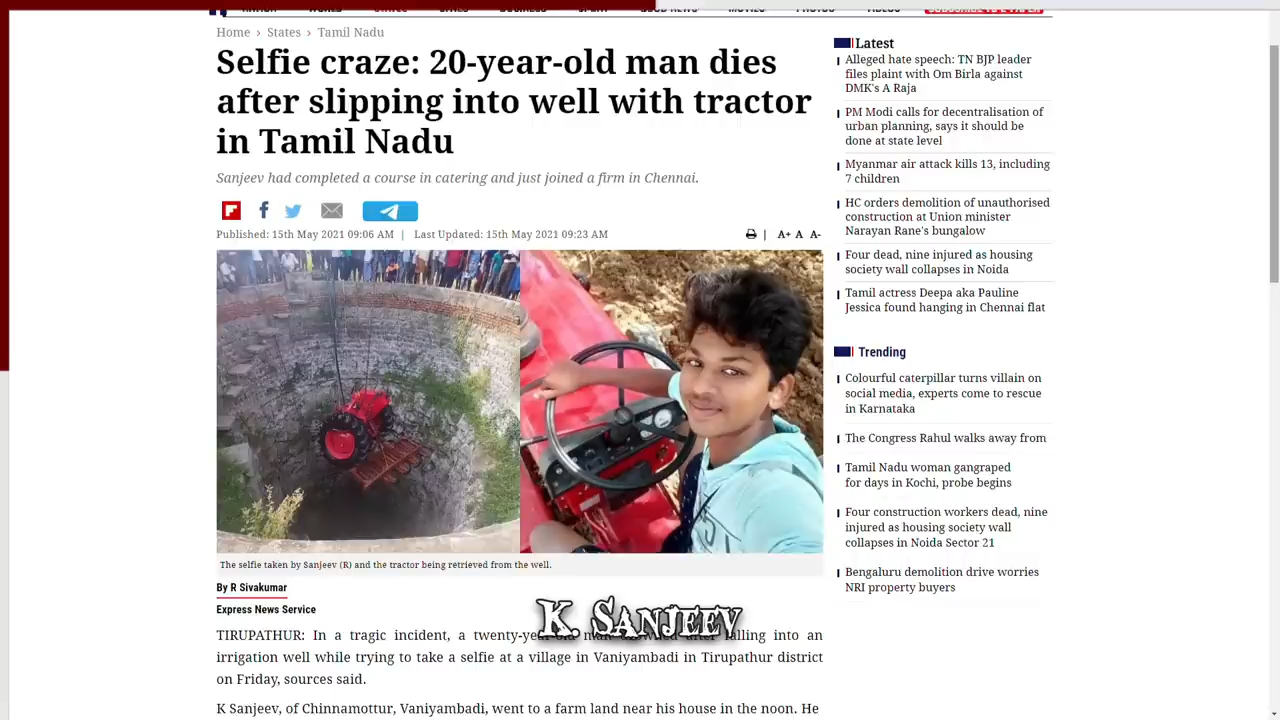 Home › States › Tamil Nadu
Selfie craze: 20-year-old man dies
after slipping into well with tractor
in Tamil Nadu
Sanjeev had completed a course in catering and just joined a firm in Chennai.
Published: 15th May 2021 09:06 AM | Last Updated: 15th May 2021 09:23 AM
| A+ A A-
The selfie taken by Sanjeev (R) and the tractor being retrieved from the well.
By R Sivakumar
Express News Service
K. Sanjeev
TIRUPATHUR: In a tragic incident, a twenty-year-old man drowned after falling into an
irrigation well while trying to take a selfie at a village in Vaniyambadi in Tirupathur district
on Friday, sources said.
K Sanjeev, of Chinnamottur, Vaniyambadi, went to a farm land near his house in the noon. He
Latest
Alleged hate speech: TN BJP leader
files plaint with Om Birla against
DMK's A Raja
PM Modi calls for decentralisation of
urban planning, says it should be
done at state level
Myanmar air attack kills 13, including
7 children
HC orders demolition of unauthorised
construction at Union minister
Narayan Rane's bungalow
Four dead, nine injured as housing
society wall collapses in Noida
Tamil actress Deepa aka Pauline
Jessica found hanging in Chennai flat
Trending
Colourful caterpillar turns villain on
social media, experts come to rescue
in Karnataka
The Congress Rahul walks away from
Tamil Nadu woman gangraped
for days in Kochi, probe begins
Four construction workers dead, nine
injured as housing society wall
collapses in Noida Sector 21
Bengaluru demolition drive worries
NRI property buyers